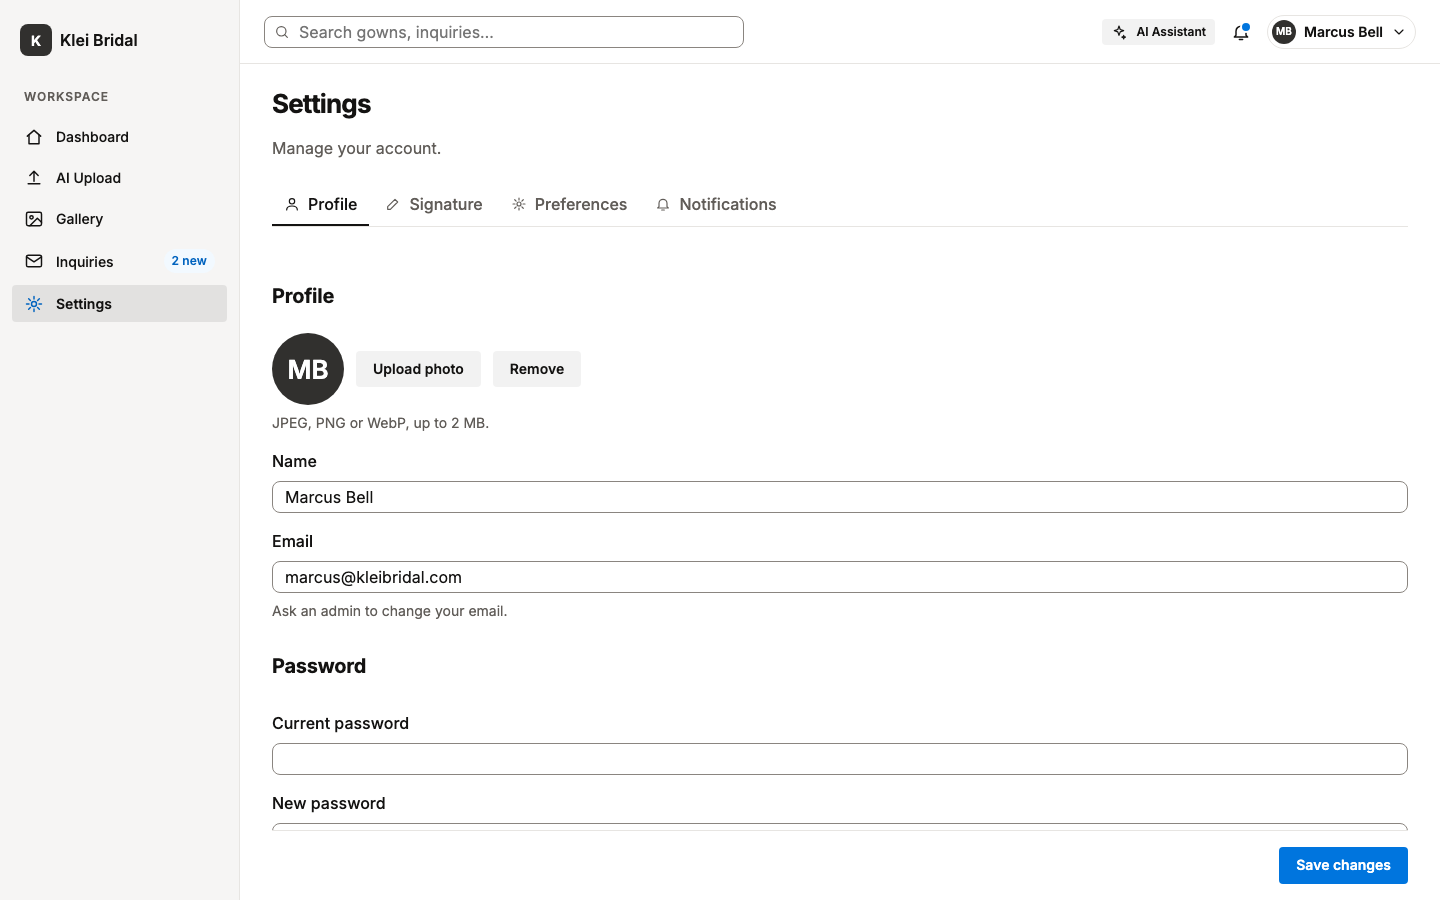 K Klei Bridal
Search gowns, inquiries...
AI Assistant
MB Marcus Bell
WORKSPACE
Dashboard
AI Upload
Gallery
Inquiries 2 new
Settings
Settings
Manage your account.
Profile Signature Preferences Notifications
Profile
MB Upload photo Remove
JPEG, PNG or WebP, up to 2 MB.
Name
Marcus Bell
Email
marcus@kleibridal.com
Ask an admin to change your email.
Password
Current password
New password
Save changes